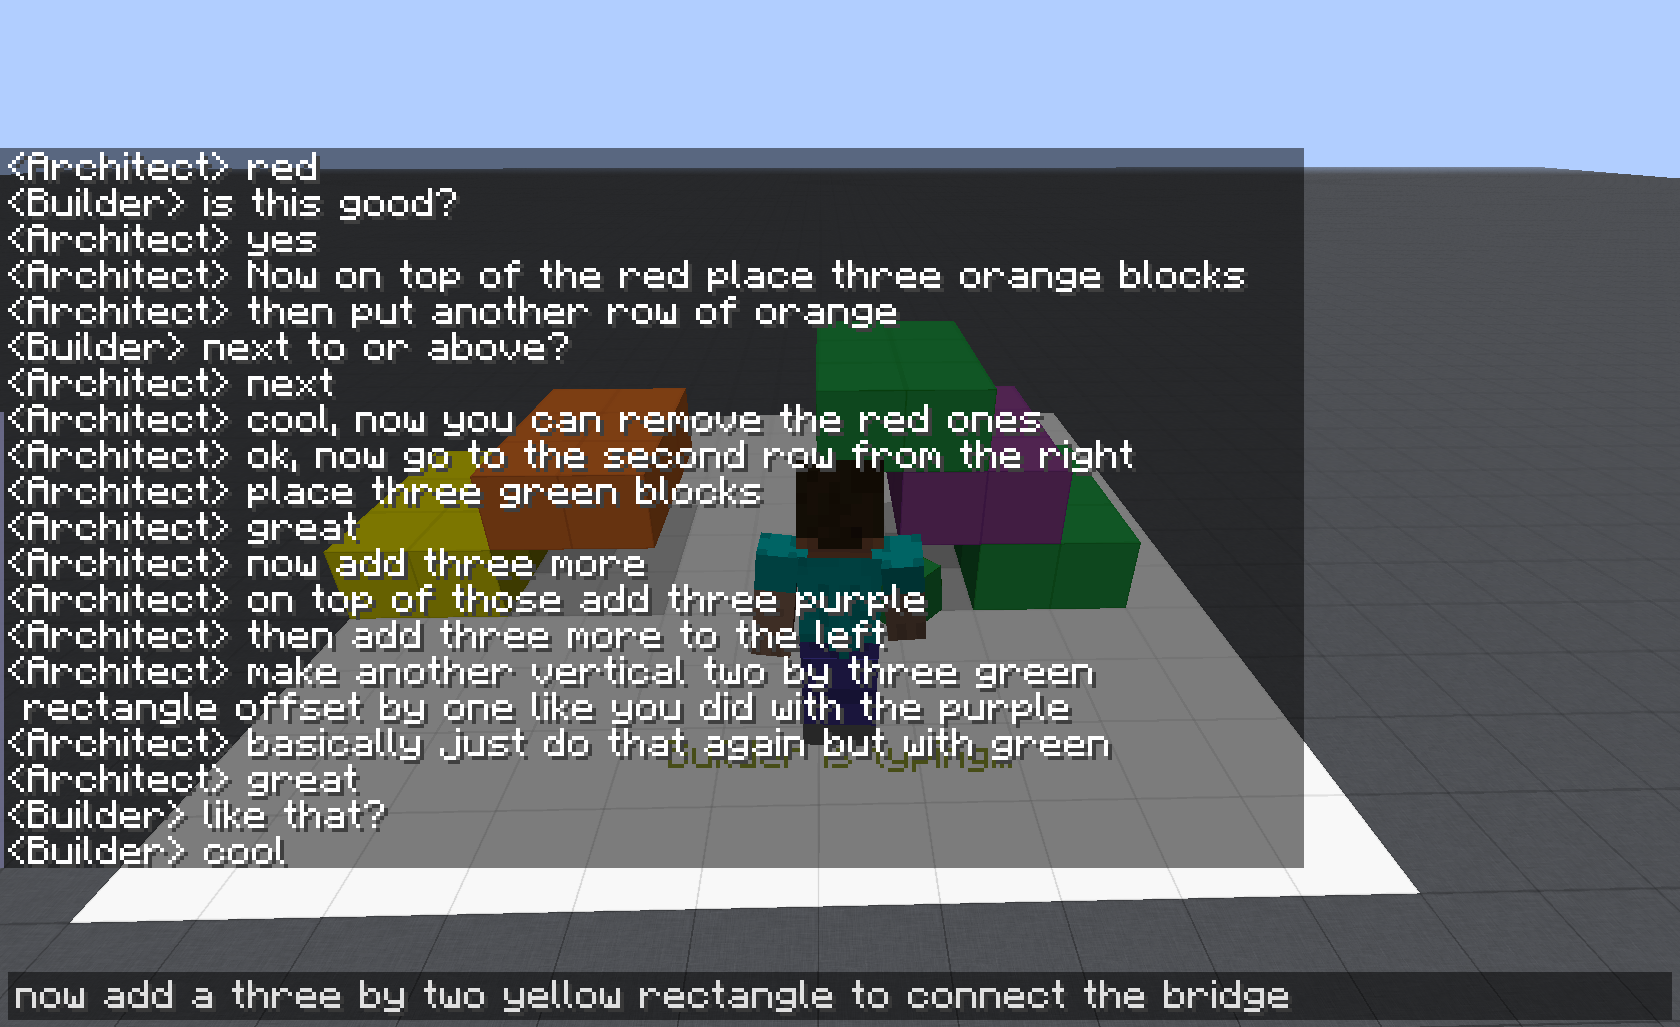 <Architect> red
<Builder> is this good?
<Architect> yes
<Architect> Now on top of the red place three orange blocks
<Architect> then put another row of orange
<Builder> next to or above?
<Architect> next
<Architect> cool, now you can remove the red ones
<Architect> ok, now go to the second row from the right
<Architect> place three green blocks
<Architect> great
<Architect> now add three more
<Architect> on top of those add three purple
<Architect> then add three more to the left
<Architect> make another vertical two by three green
rectangle offset by one like you did with the purple
<Architect> basically just do that again but with green
Builder is typing…
<Architect> great
<Builder> like that?
<Builder> cool
now add a three by two yellow rectangle to connect the bridge